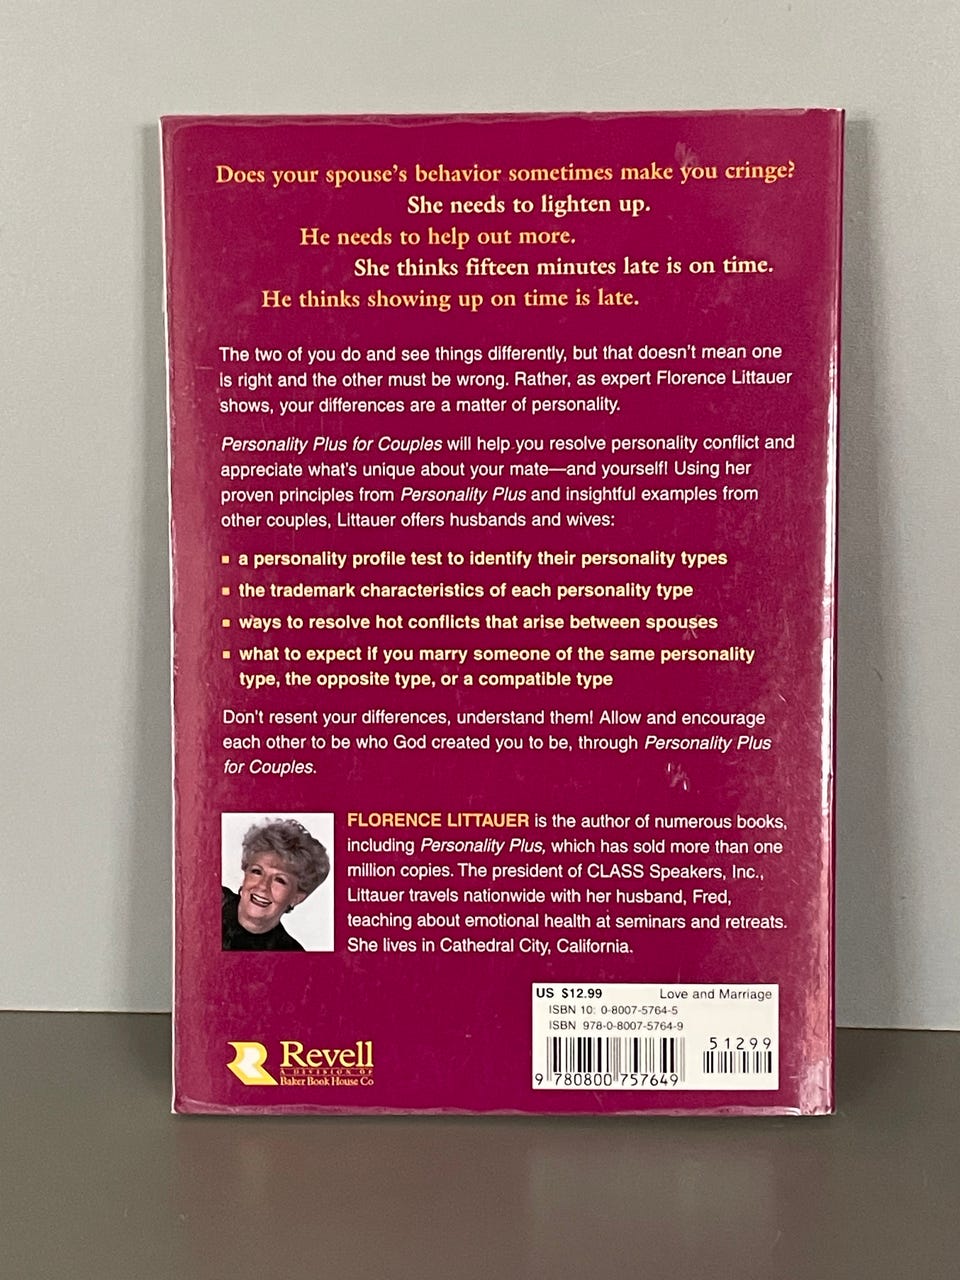 Does your spouse's behavior sometimes make you cringe?
She needs to lighten up.
He needs to help out more.
She thinks fifteen minutes late is on time.
He thinks showing up on time is late.
The two of you do and see things differently, but that doesn't mean one
is right and the other must be wrong. Rather, as expert Florence Littauer
shows, your differences are a matter of personality.
Personality Plus for Couples will help you resolve personality conflict and
appreciate what's unique about your mate—and yourself! Using her
proven principles from Personality Plus and insightful examples from
other couples, Littauer offers husbands and wives:
▪ a personality profile test to identify their personality types
▪ the trademark characteristics of each personality type
▪ ways to resolve hot conflicts that arise between spouses
▪ what to expect if you marry someone of the same personality
type, the opposite type, or a compatible type
Don't resent your differences, understand them! Allow and encourage
each other to be who God created you to be, through Personality Plus
for Couples.
FLORENCE LITTAUER is the author of numerous books,
including Personality Plus, which has sold more than one
million copies. The president of CLASS Speakers, Inc.,
Littauer travels nationwide with her husband, Fred,
teaching about emotional health at seminars and retreats.
She lives in Cathedral City, California.
US $12.99 Love and Marriage
ISBN 10: 0-8007-5764-5
ISBN 978-0-8007-5764-9
51299
9 780800 757649
Revell
A DIVISION OF
Baker Book House Co